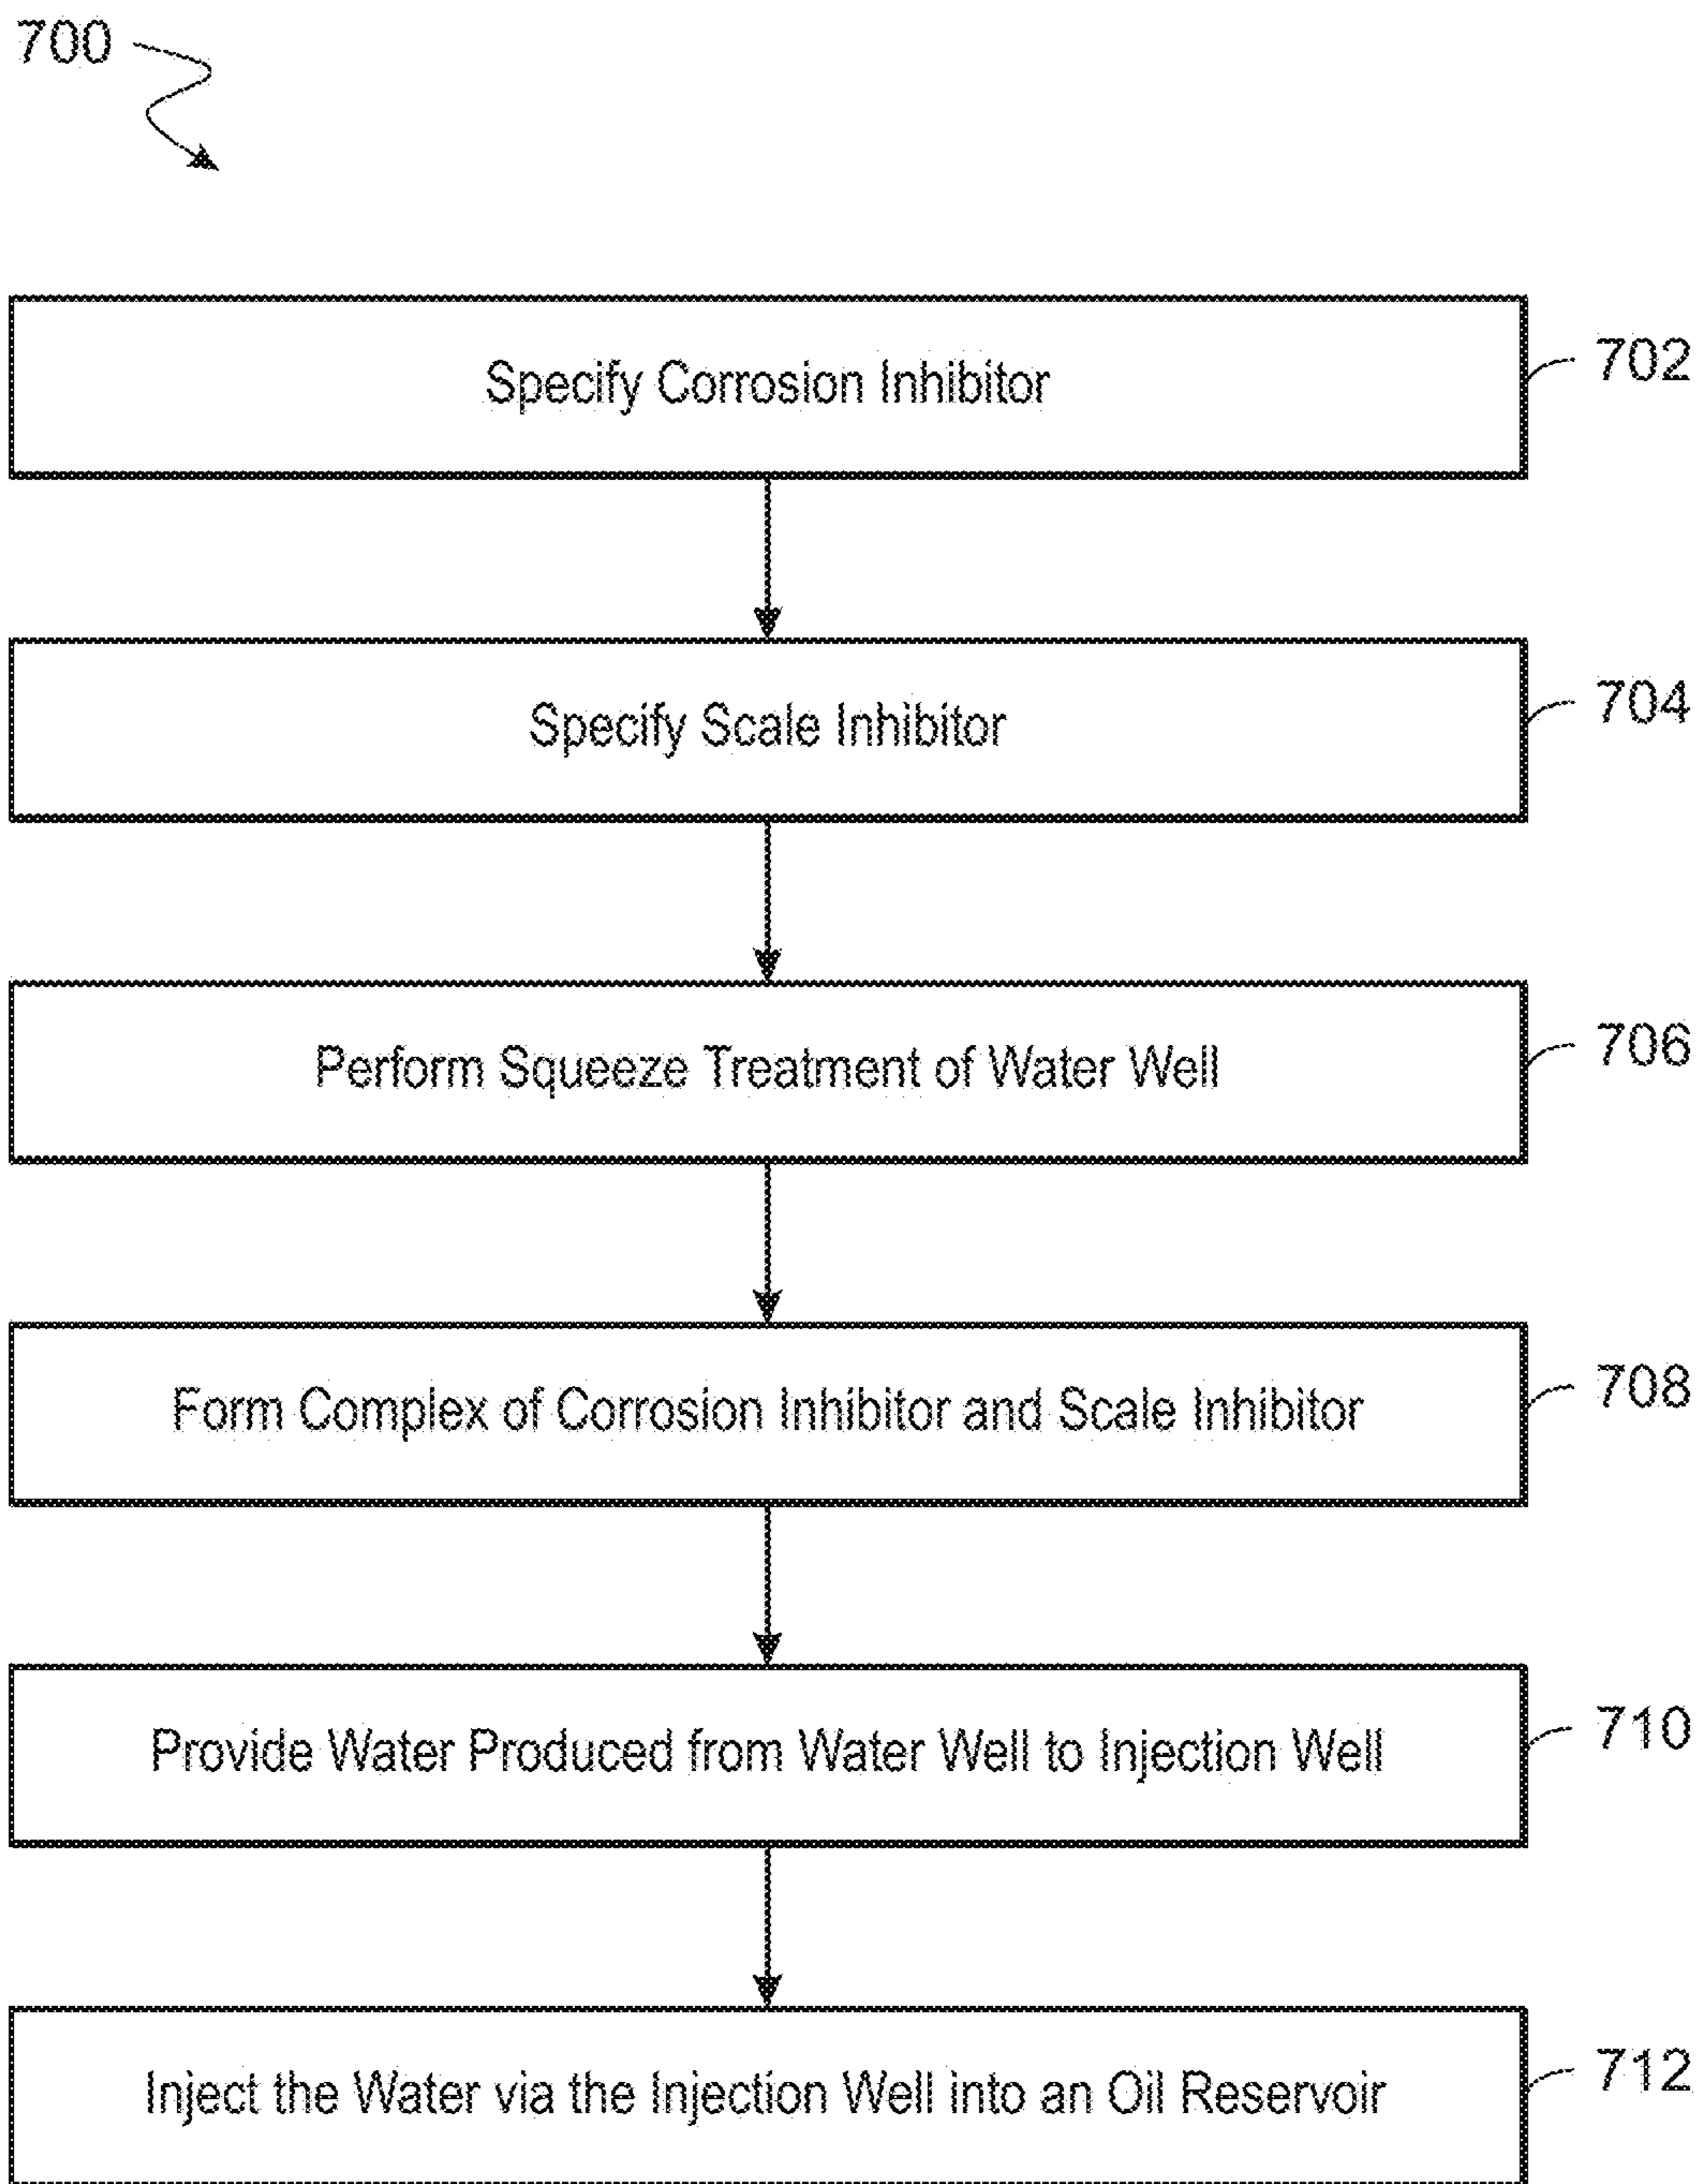 700
Specify Corrosion Inhibitor
702
Specify Scale Inhibitor
704
Perform Squeeze Treatment of Water Well
706
Form Complex of Corrosion Inhibitor and Scale Inhibitor
708
Provide Water Produced from Water Well to Injection Well
710
Inject the Water via the Injection Well into an Oil Reservoir
712